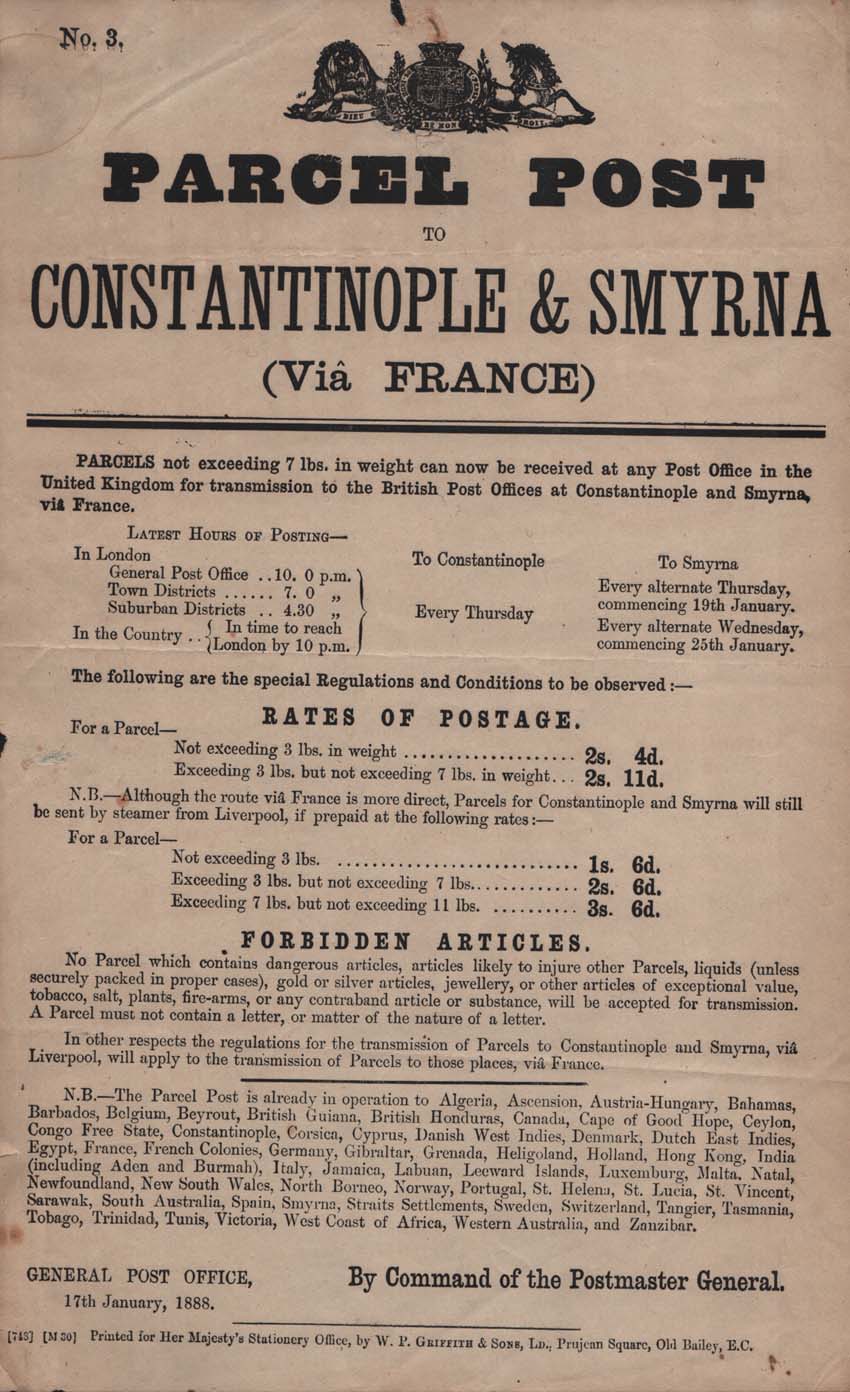 No. 3.
DIEU ET MON DROIT
PARCEL POST
TO
CONSTANTINOPLE & SMYRNA
(Viâ FRANCE)
PARCELS not exceeding 7 lbs. in weight can now be received at any Post Office in the
United Kingdom for transmission to the British Post Offices at Constantinople and Smyrna,
viâ France.
LATEST HOURS OF POSTING—
In London
General Post Office .. 10. 0 p.m.
Town Districts ...... 7. 0 „
Suburban Districts .. 4.30 „
In the Country .. { In time to reach
London by 10 p.m. }
To Constantinople
Every Thursday
To Smyrna
Every alternate Thursday,
commencing 19th January.
Every alternate Wednesday,
commencing 25th January.
The following are the special Regulations and Conditions to be observed :—
RATES OF POSTAGE.
For a Parcel—
Not exceeding 3 lbs. in weight .................... 2s. 4d.
Exceeding 3 lbs. but not exceeding 7 lbs. in weight... 2s. 11d.
N.B.—Although the route viâ France is more direct, Parcels for Constantinople and Smyrna will still
be sent by steamer from Liverpool, if prepaid at the following rates :—
For a Parcel—
Not exceeding 3 lbs. ............................ 1s. 6d.
Exceeding 3 lbs. but not exceeding 7 lbs............. 2s. 6d.
Exceeding 7 lbs. but not exceeding 11 lbs. .......... 3s. 6d.
FORBIDDEN ARTICLES.
No Parcel which contains dangerous articles, articles likely to injure other Parcels, liquids (unless
securely packed in proper cases), gold or silver articles, jewellery, or other articles of exceptional value,
tobacco, salt, plants, fire-arms, or any contraband article or substance, will be accepted for transmission.
A Parcel must not contain a letter, or matter of the nature of a letter.
In other respects the regulations for the transmission of Parcels to Constantinople and Smyrna, viâ
Liverpool, will apply to the transmission of Parcels to those places, viâ France.
N.B.—The Parcel Post is already in operation to Algeria, Ascension, Austria-Hungary, Bahamas,
Barbados, Belgium, Beyrout, British Guiana, British Honduras, Canada, Cape of Good Hope, Ceylon,
Congo Free State, Constantinople, Corsica, Cyprus, Danish West Indies, Denmark, Dutch East Indies,
Egypt, France, French Colonies, Germany, Gibraltar, Grenada, Heligoland, Holland, Hong Kong, India
(including Aden and Burmah), Italy, Jamaica, Labuan, Leeward Islands, Luxemburg, Malta, Natal,
Newfoundland, New South Wales, North Borneo, Norway, Portugal, St. Helena, St. Lucia, St. Vincent,
Sarawak, South Australia, Spain, Smyrna, Straits Settlements, Sweden, Switzerland, Tangier, Tasmania,
Tobago, Trinidad, Tunis, Victoria, West Coast of Africa, Western Australia, and Zanzibar.
GENERAL POST OFFICE,
17th January, 1888.
By Command of the Postmaster General.
[743] [M 30] Printed for Her Majesty's Stationery Office, by W. P. GRIFFITH & SONS, LD., Prujean Square, Old Bailey, E.C.